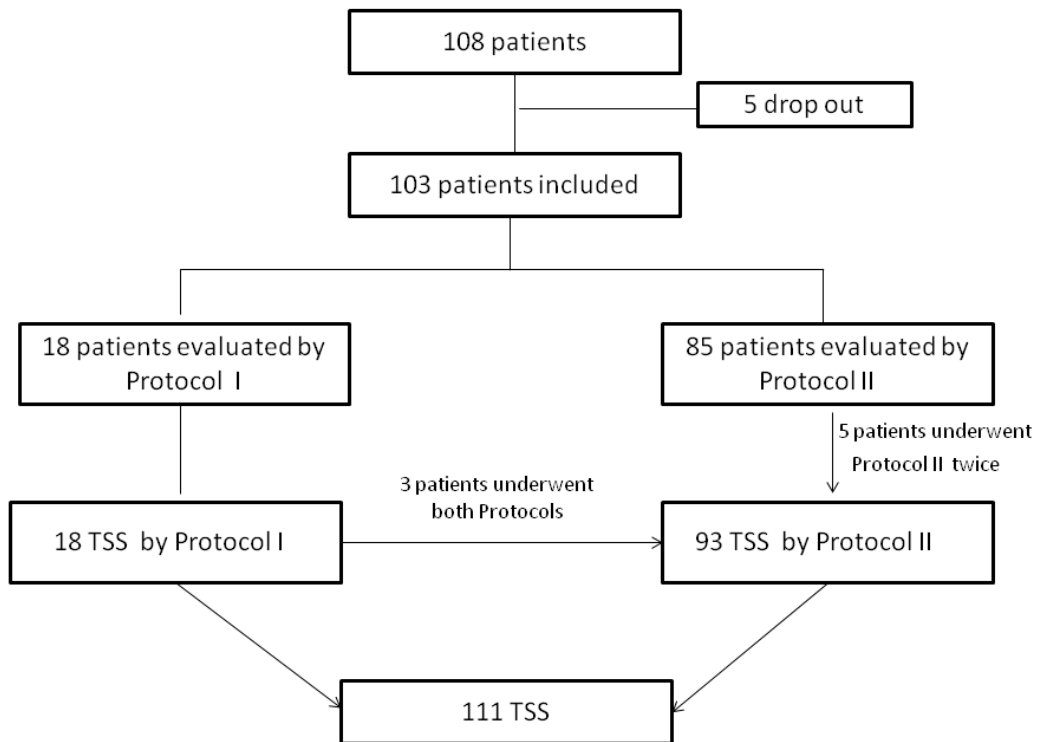 108 patients
5 drop out
103 patients included
18 patients evaluated by
Protocol I
85 patients evaluated by
Protocol II
5 patients underwent
Protocol II twice
3 patients underwent
both Protocols
18 TSS by Protocol I
93 TSS by Protocol II
111 TSS